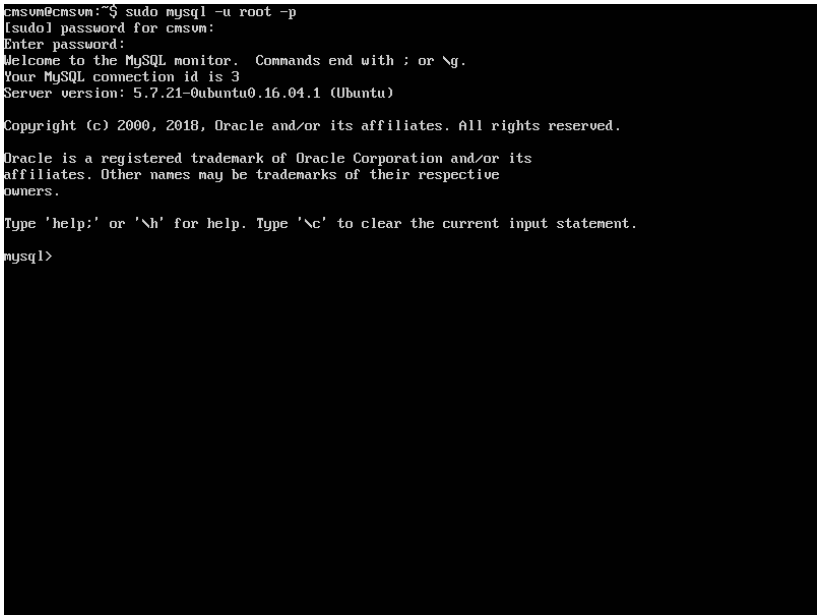 cmsvm@cmsvm:~$ sudo mysql -u root -p
[sudo] password for cmsvm:
Enter password:
Welcome to the MySQL monitor.  Commands end with ; or \g.
Your MySQL connection id is 3
Server version: 5.7.21-0ubuntu0.16.04.1 (Ubuntu)
Copyright (c) 2000, 2018, Oracle and/or its affiliates. All rights reserved.
Oracle is a registered trademark of Oracle Corporation and/or its
affiliates. Other names may be trademarks of their respective
owners.
Type 'help;' or '\h' for help. Type '\c' to clear the current input statement.
mysql>